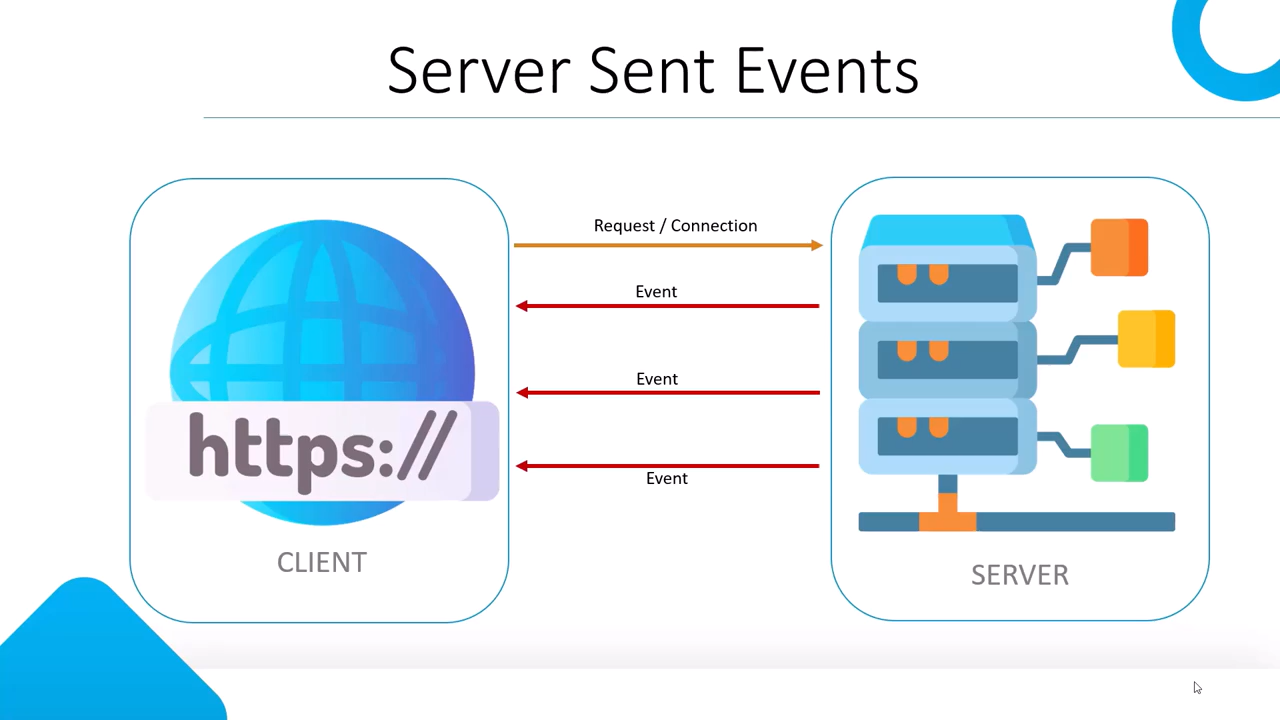 Server Sent Events
Request / Connection
Event
Event
Event
https://
CLIENT
SERVER